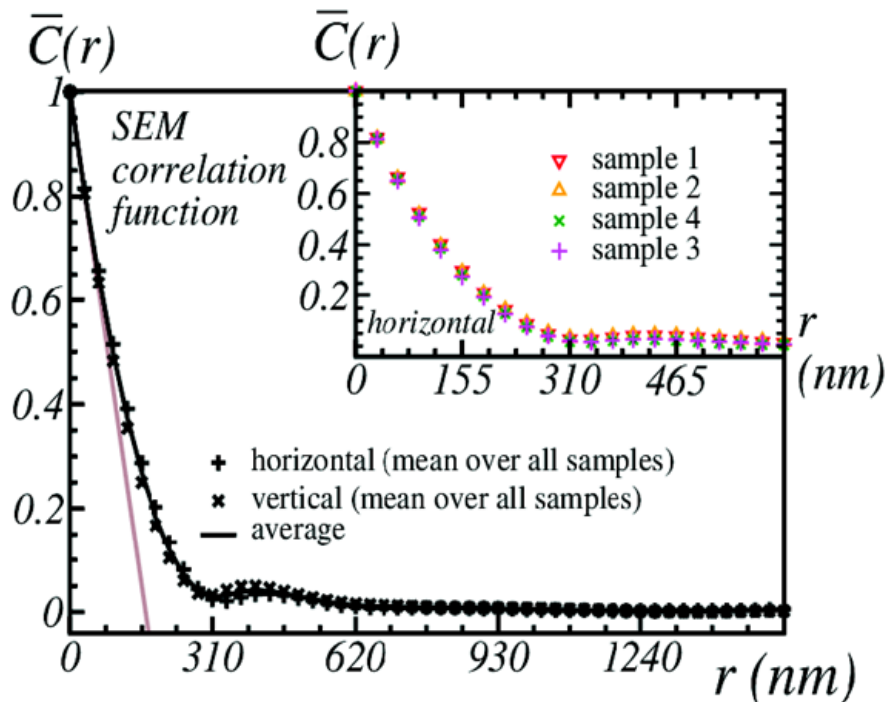 C̅(r)
C̅(r)
1
SEM
correlation
function
0.8
0.6
0.4
0.2
0
0.8
0.6
0.4
0.2
sample 1
sample 2
sample 4
sample 3
horizontal
r
(nm)
0 155 310 465
horizontal (mean over all samples)
vertical (mean over all samples)
average
0 310 620 930 1240
r (nm)